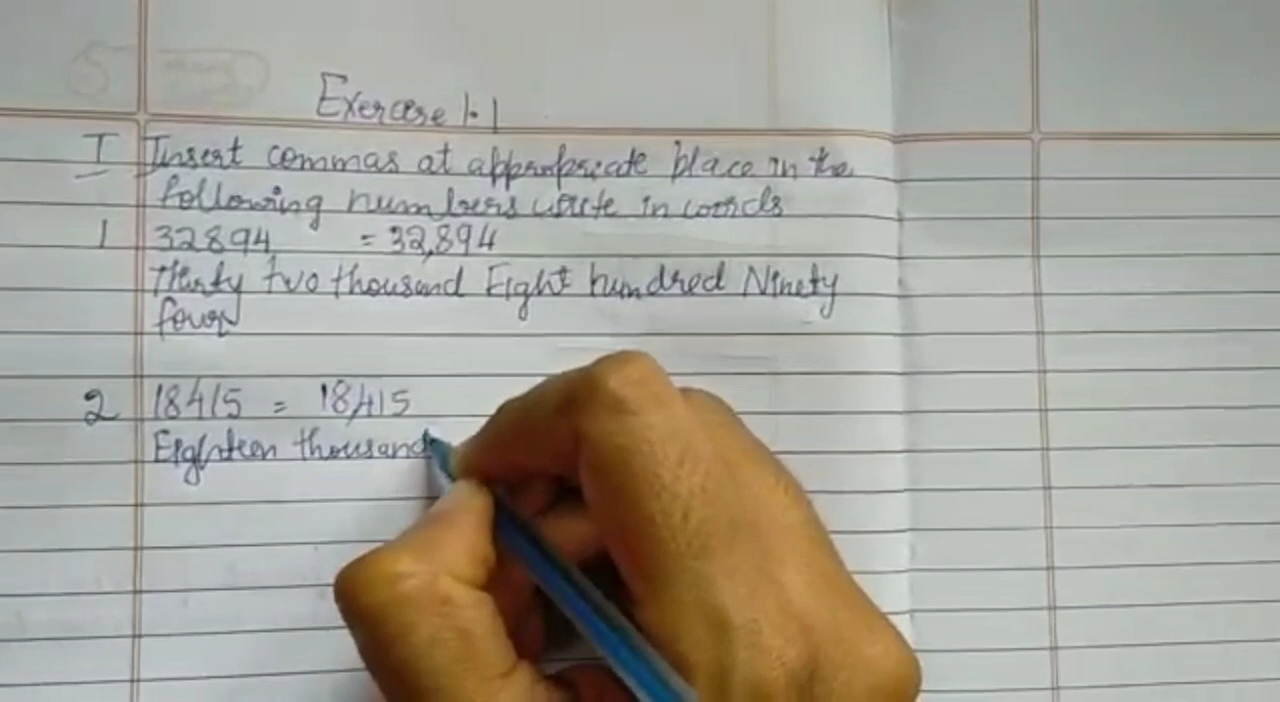 Exercise 1.1
I Insert commas at appropriate place in the
following numbers write in words
1 32894 = 32,894
Thirty two thousand Eight hundred Ninety
four
2 18415 = 18,415
Eighteen thousand